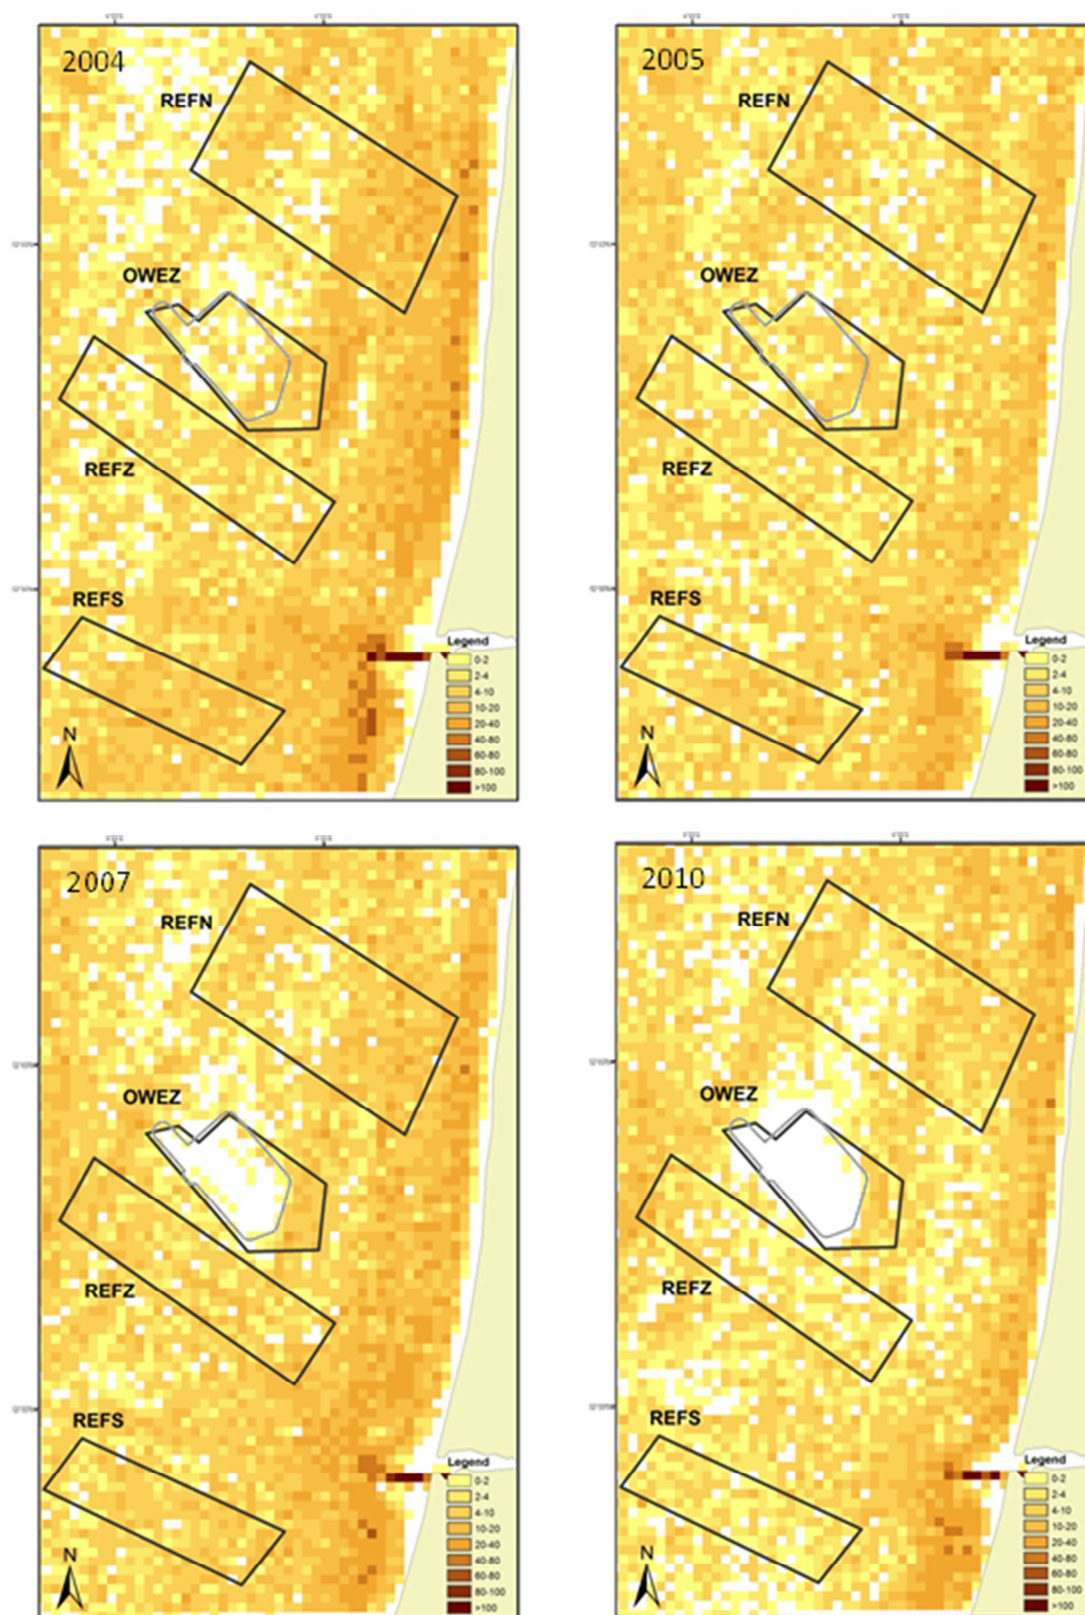 2004
REFN
OWEZ
REFZ
REFS
N
Legend
0-2
2-4
4-10
10-20
20-40
40-80
60-80
80-100
>100
2005
REFN
OWEZ
REFZ
REFS
N
Legend
0-2
2-4
4-10
10-20
20-40
40-80
60-80
80-100
>100
2007
REFN
OWEZ
REFZ
REFS
N
Legend
0-2
2-4
4-10
10-20
20-40
40-80
60-80
80-100
>100
2010
REFN
OWEZ
REFZ
REFS
N
Legend
0-2
2-4
4-10
10-20
20-40
40-80
60-80
80-100
>100